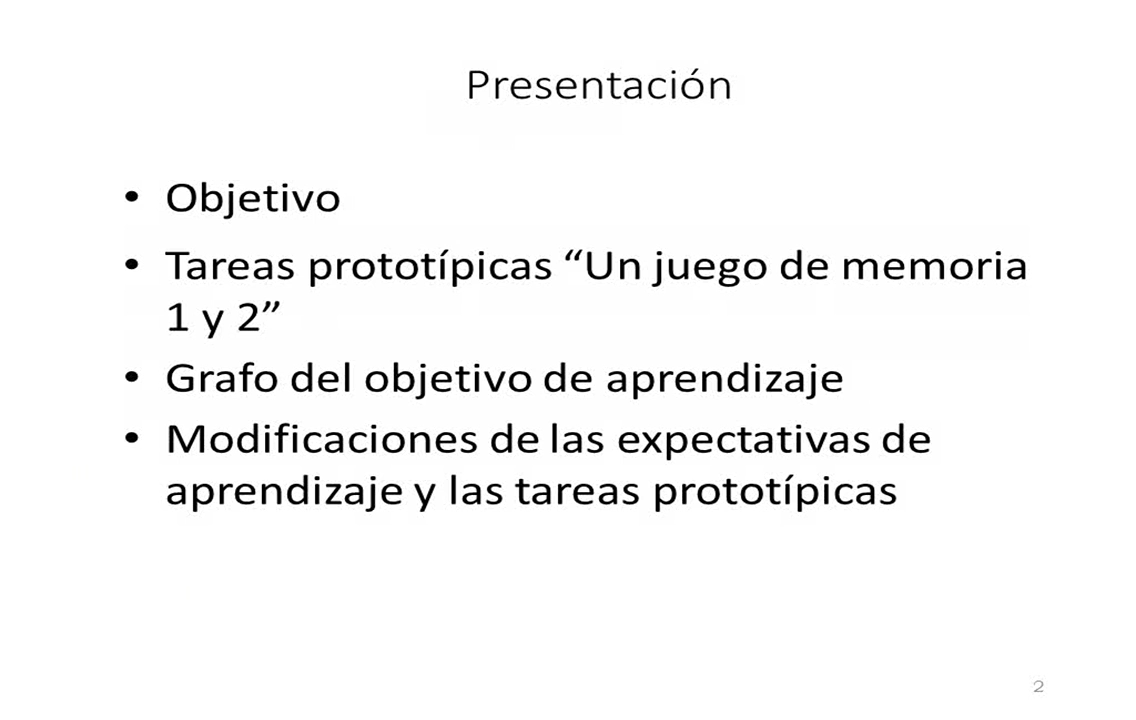 Presentación
• Objetivo
• Tareas prototípicas “Un juego de memoria
1 y 2”
• Grafo del objetivo de aprendizaje
• Modificaciones de las expectativas de
aprendizaje y las tareas prototípicas
2